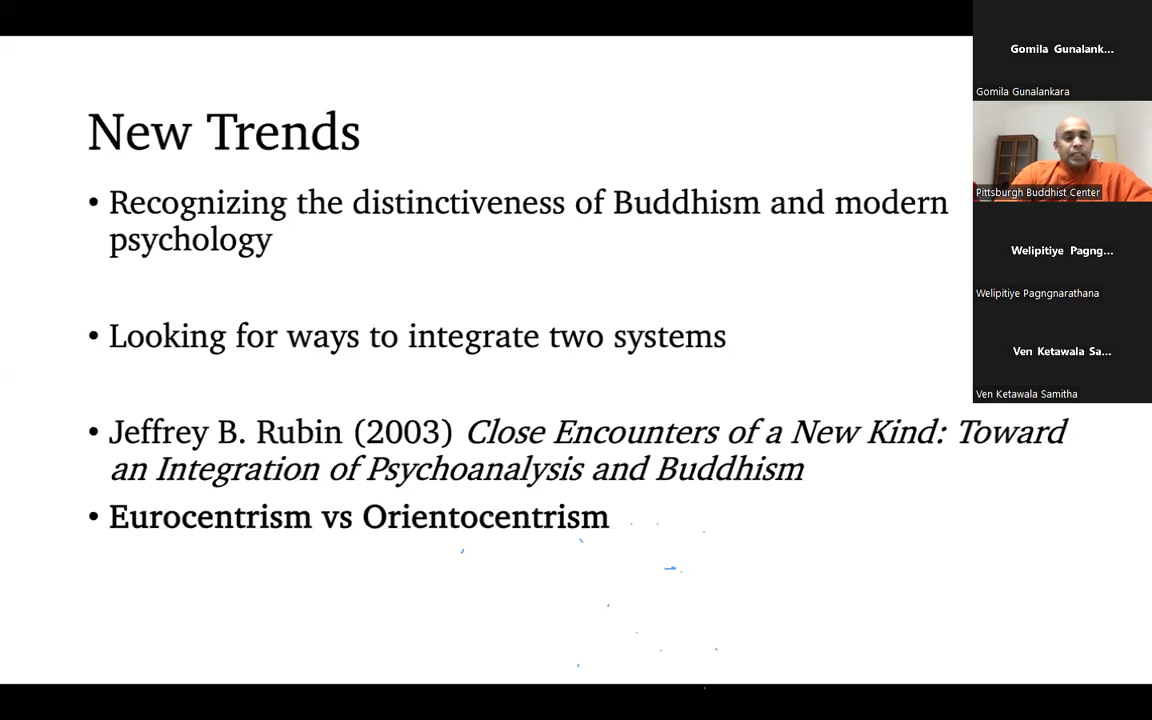 New Trends
• Recognizing the distinctiveness of Buddhism and modern
psychology
• Looking for ways to integrate two systems
• Jeffrey B. Rubin (2003) Close Encounters of a New Kind: Toward
an Integration of Psychoanalysis and Buddhism
• Eurocentrism vs Orientocentrism
Gomila Gunalank...
Gomila Gunalankara
Pittsburgh Buddhist Center
Welipitiye Pagng...
Welipitiye Pagngnarathana
Ven Ketawala Sa...
Ven Ketawala Samitha